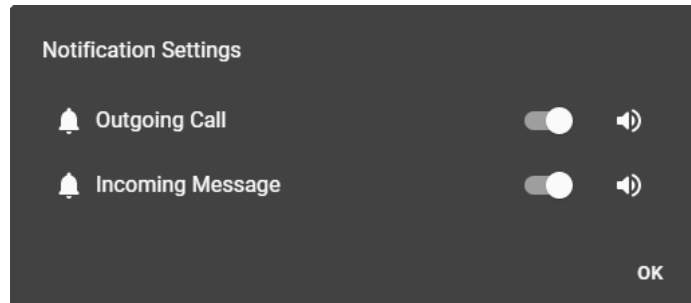 Notification Settings
Outgoing Call
Incoming Message
OK